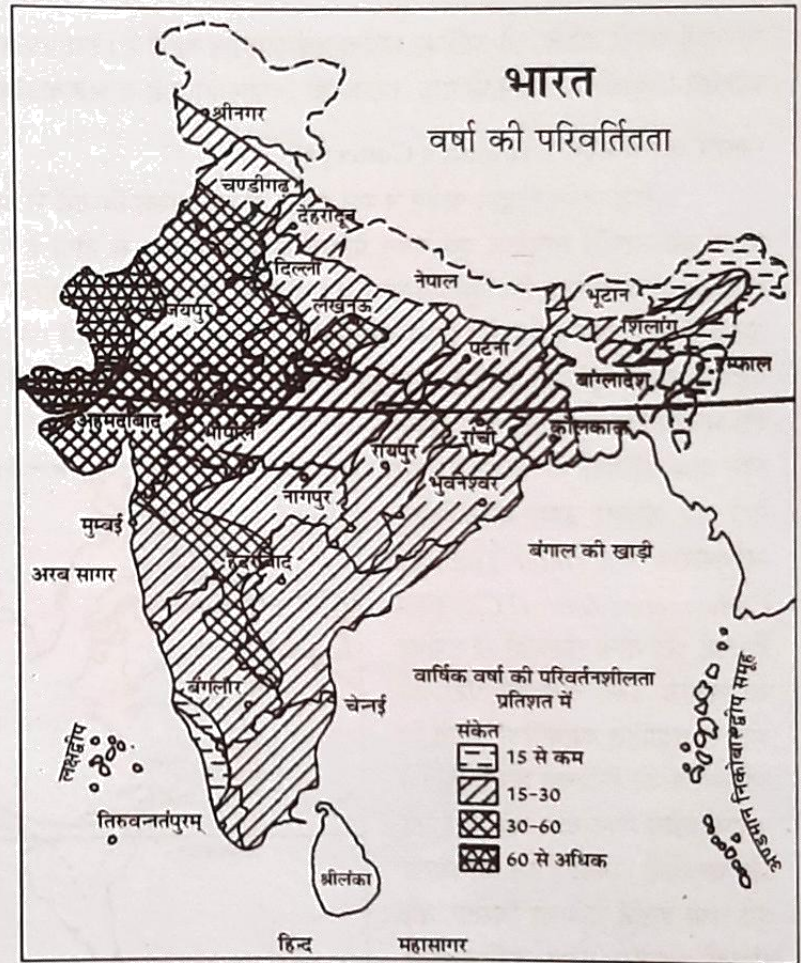 भारत
वर्षा की परिवर्तितता
श्रीनगर
चण्डीगढ़
देहरादून
दिल्ली
नेपाल
जयपुर
लखनऊ
भूटान
शिलांग
पटना
इम्फाल
बांग्लादेश
अहमदाबाद
भोपाल
रांची
कोलकाता
रायपुर
नागपुर
भुवनेश्वर
मुम्बई
बंगाल की खाड़ी
अरब सागर
हैदराबाद
बंगलौर
चेन्नई
वार्षिक वर्षा की परिवर्तनशीलता
प्रतिशत में
संकेत
15 से कम
15-30
30-60
60 से अधिक
लक्षद्वीप
अण्डमान निकोबार द्वीप समूह
तिरुवन्तपुरम्
श्रीलंका
हिन्द महासागर